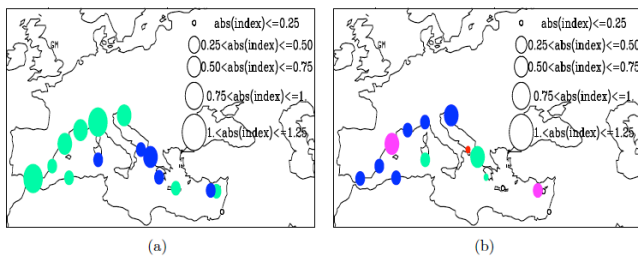 abs(index)<=0.25
0.25<abs(index)<=0.50
0.50<abs(index)<=0.75
0.75<abs(index)<=1
1.<abs(index)<=1.25
GM
(a)
abs(index)<=0.25
0.25<abs(index)<=0.50
0.50<abs(index)<=0.75
0.75<abs(index)<=1
1.<abs(index)<=1.25
GM
(b)